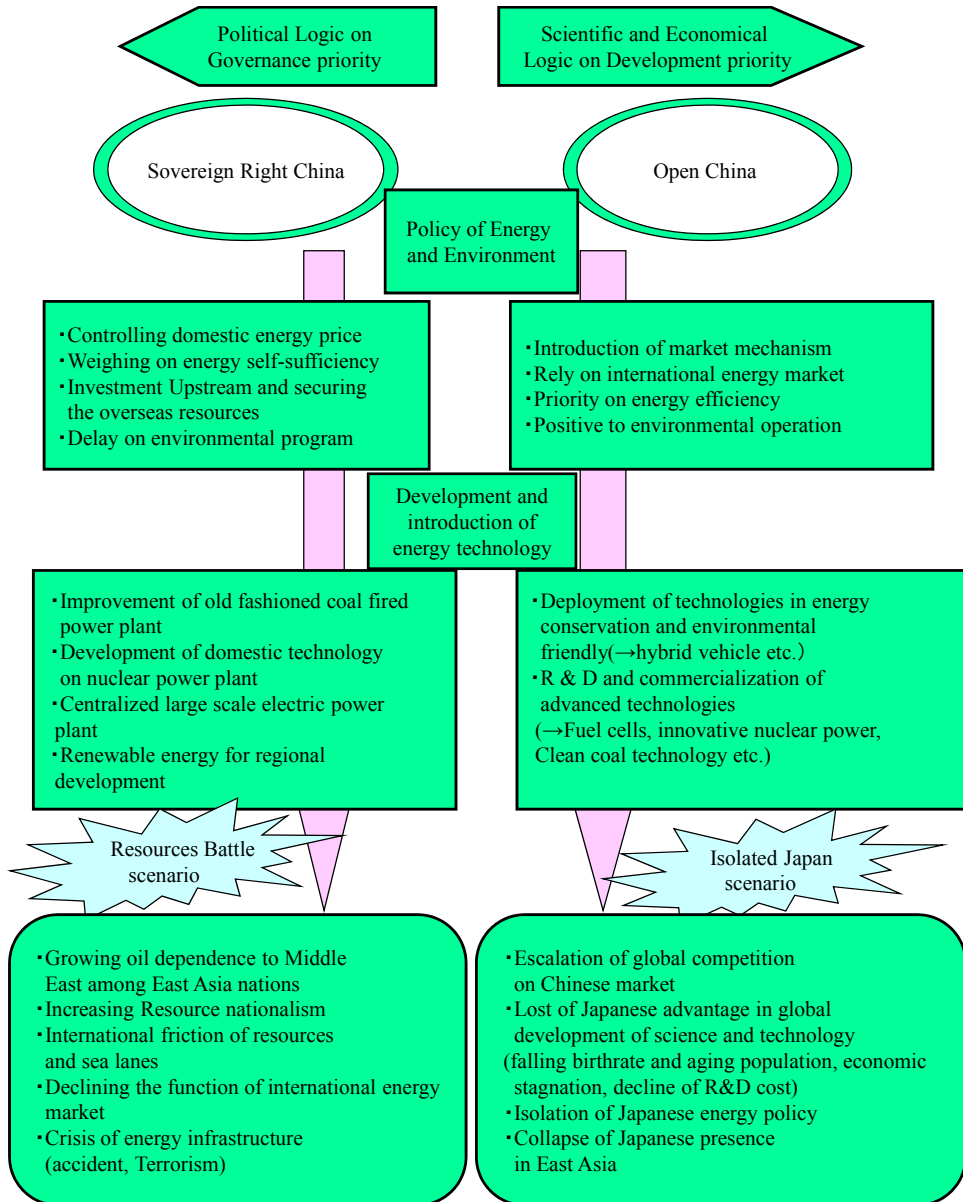 Political Logic on
Governance priority
Scientific and Economical
Logic on Development priority
Sovereign Right China
Open China
Policy of Energy
and Environment
・Controlling domestic energy price
・Weighing on energy self-sufficiency
・Investment Upstream and securing
the overseas resources
・Delay on environmental program
・Introduction of market mechanism
・Rely on international energy market
・Priority on energy efficiency
・Positive to environmental operation
Development and
introduction of
energy technology
・Improvement of old fashioned coal fired
power plant
・Development of domestic technology
on nuclear power plant
・Centralized large scale electric power
plant
・Renewable energy for regional
development
・Deployment of technologies in energy
conservation and environmental
friendly(→hybrid vehicle etc.)
・R & D and commercialization of
advanced technologies
(→Fuel cells, innovative nuclear power,
Clean coal technology etc.)
Resources Battle
scenario
Isolated Japan
scenario
・Growing oil dependence to Middle
East among East Asia nations
・Increasing Resource nationalism
・International friction of resources
and sea lanes
・Declining the function of international energy
market
・Crisis of energy infrastructure
(accident, Terrorism)
・Escalation of global competition
on Chinese market
・Lost of Japanese advantage in global
development of science and technology
(falling birthrate and aging population, economic
stagnation, decline of R&D cost)
・Isolation of Japanese energy policy
・Collapse of Japanese presence
in East Asia